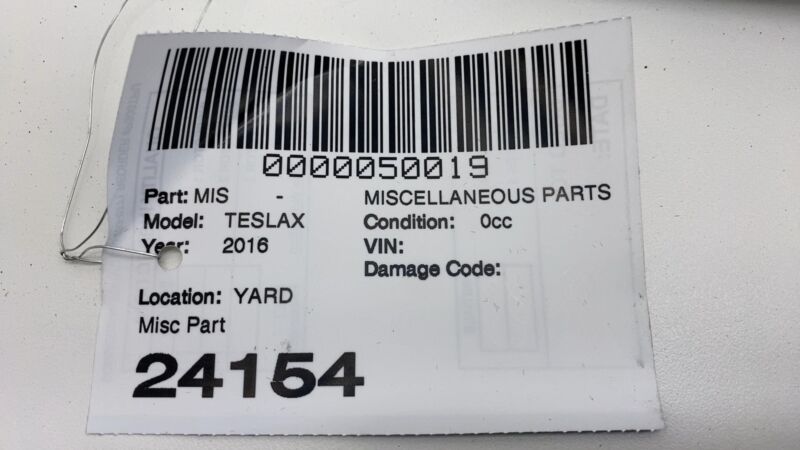 0000050019
Part: MIS - MISCELLANEOUS PARTS
Model: TESLAX Condition: 0cc
Year: 2016 VIN:
Damage Code:
Location: YARD
Misc Part
24154